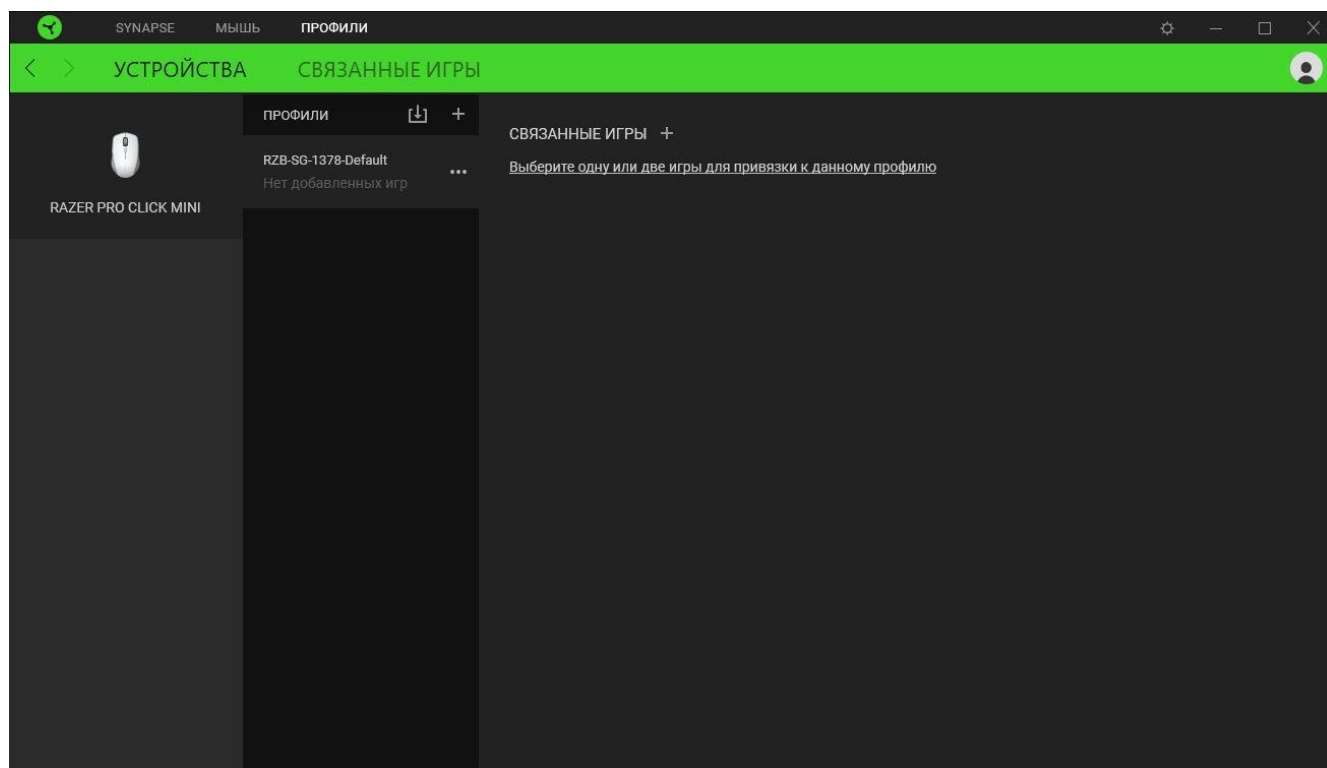 SYNAPSE МЫШЬ ПРОФИЛИ
УСТРОЙСТВА СВЯЗАННЫЕ ИГРЫ
RAZER PRO CLICK MINI
ПРОФИЛИ
RZB-SG-1378-Default
Нет добавленных игр
СВЯЗАННЫЕ ИГРЫ +
Выберите одну или две игры для привязки к данному профилю